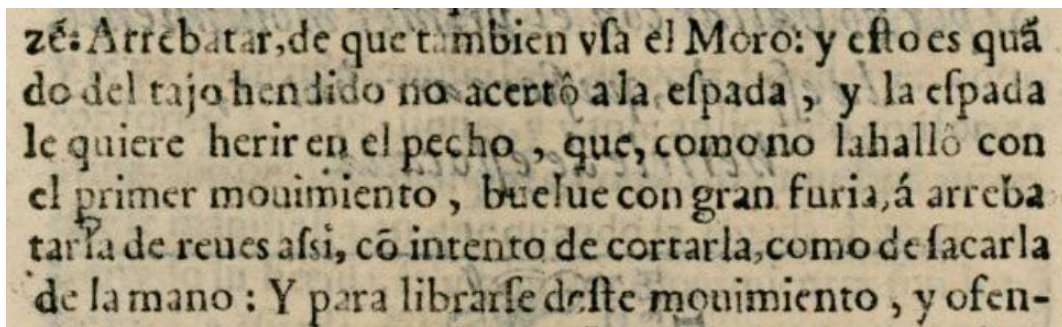 zé: Arrebatar, de que tambien vſa el Moro: y eſto es quã
do del tajo hendido no acertô a la eſpada , y la eſpada
le quiere herir en el pecho , que, como no la hallô con
el primer mouimiento , buelue con gran furia, á arreba
tarla de reues aſsi, cõ intento de cortarla, como de ſacarla
de la mano : Y para librarſe deſte mouimiento , y ofen-